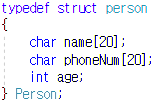 typedef struct person
{
    char name[20];
    char phoneNum[20];
    int age;
} Person;